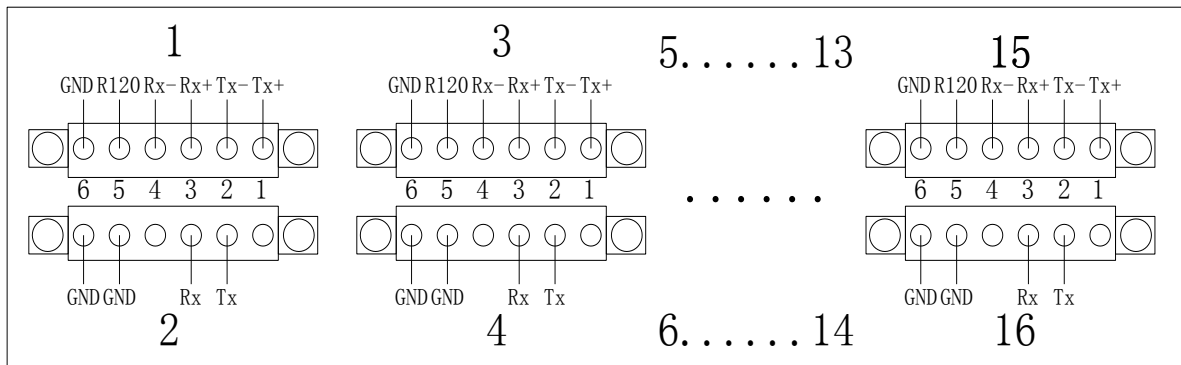 1 3 5......13 15
GND R120 Rx- Rx+ Tx- Tx+ GND R120 Rx- Rx+ Tx- Tx+ GND R120 Rx- Rx+ Tx- Tx+
6 5 4 3 2 1 6 5 4 3 2 1 ...... 6 5 4 3 2 1
GND GND Rx Tx GND GND Rx Tx GND GND Rx Tx
2 4 6......14 16